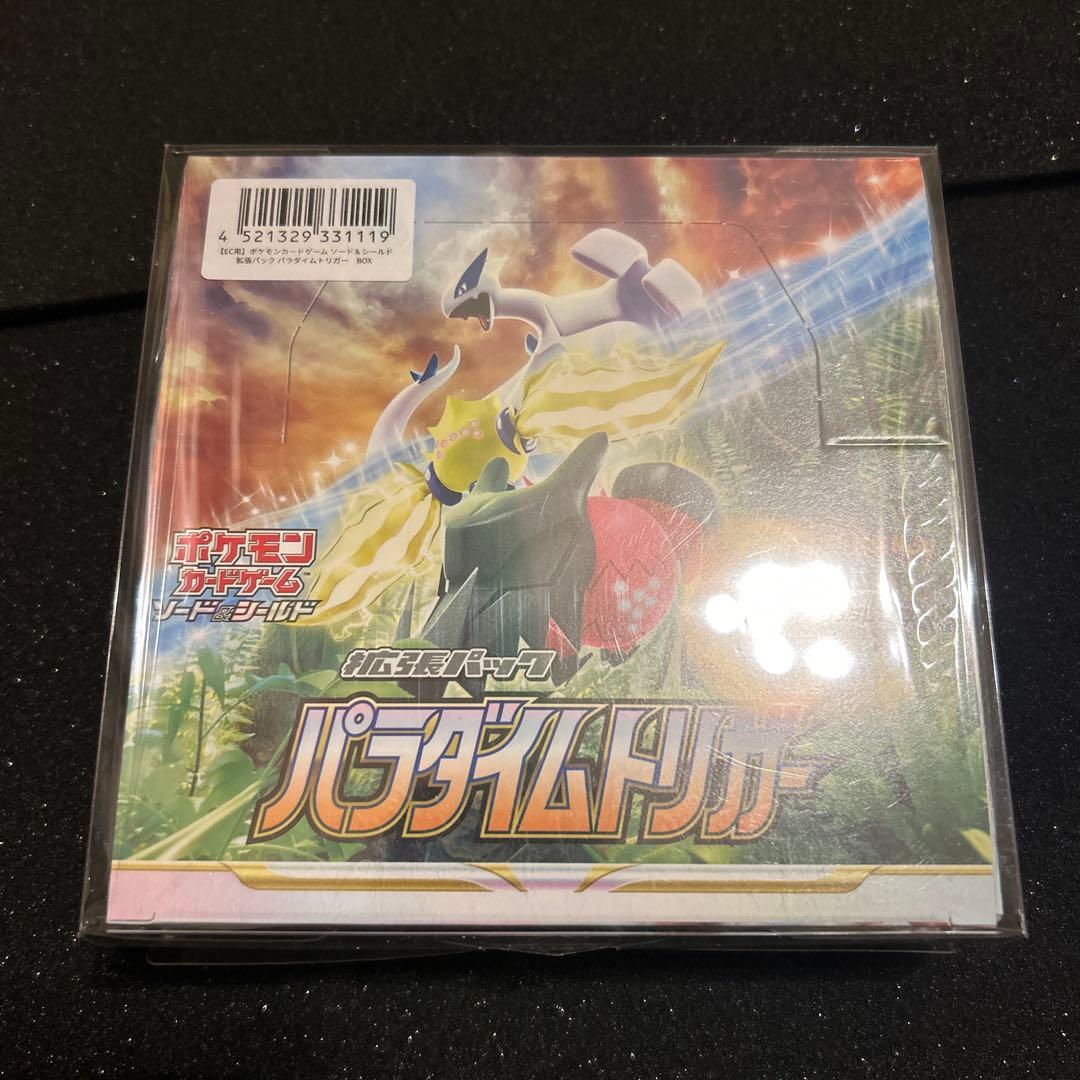 4 521329 331119
【EC用】ポケモンカードゲーム ソード＆シールド
拡張パック パラダイムトリガー　BOX
ポケモン
カードゲーム™
ソード&シールド
拡張パック
パラダイムトリガー